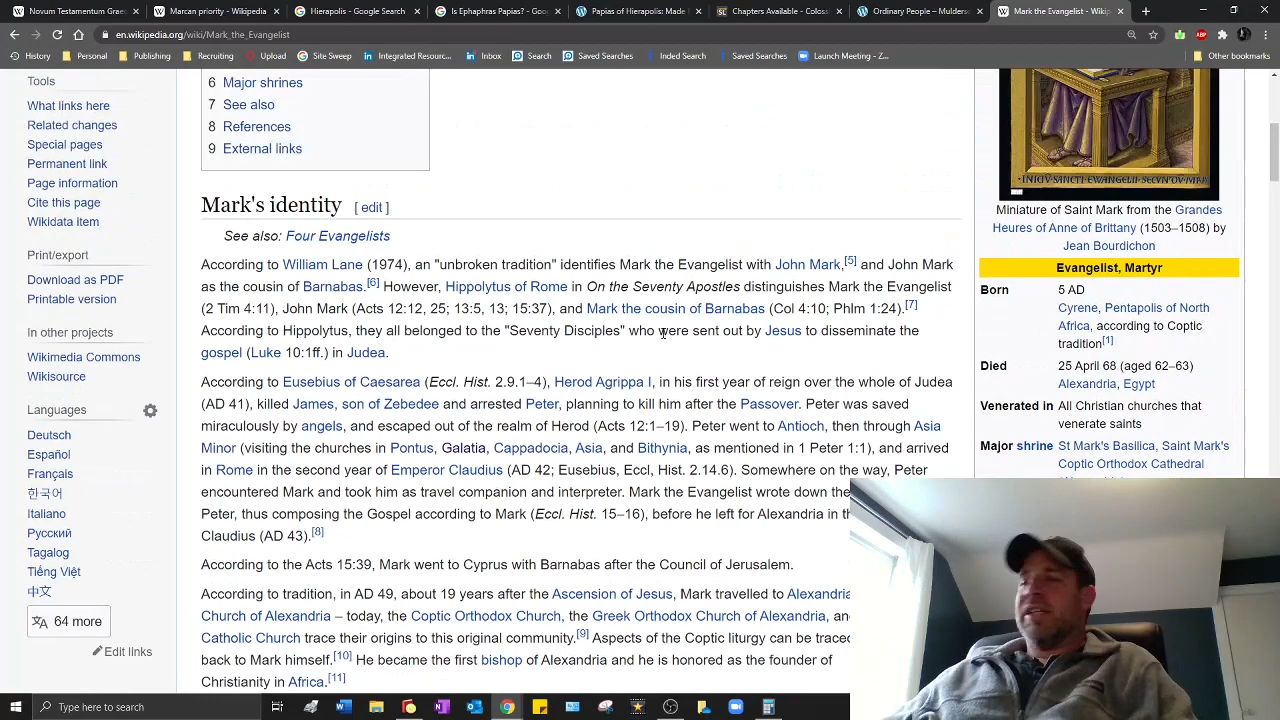 Novum Testamentum Graec
Marcan priority - Wikipedia
Hierapolis - Google Search
Is Ephaphras Papias? - Goo
Papias of Hierapolis Made
Chapters Available - Coloss
Ordinary People – Mulders
Mark the Evangelist - Wikip
en.wikipedia.org/wiki/Mark_the_Evangelist
History
Parent
Publishing
Recruiting
Upload
Site Sweep
Integrated Resourc...
Inbox
Search
Saved Searches
Inded Search
Saved Searches
Launch Meeting - Z...
Other bookmarks
Tools
What links here
Related changes
Special pages
Permanent link
Page information
Cite this page
Wikidata item
Print/export
Download as PDF
Printable version
In other projects
Wikimedia Commons
Wikisource
Languages
Deutsch
Español
Français
한국어
Italiano
Русский
Tagalog
Tiếng Việt
中文
64 more
Edit links
6 Major shrines
7 See also
8 References
9 External links
Mark's identity [ edit ]
See also: Four Evangelists
According to William Lane (1974), an "unbroken tradition" identifies Mark the Evangelist with John Mark,[5] and John Mark
as the cousin of Barnabas.[6] However, Hippolytus of Rome in On the Seventy Apostles distinguishes Mark the Evangelist
(2 Tim 4:11), John Mark (Acts 12:12, 25; 13:5, 13; 15:37), and Mark the cousin of Barnabas (Col 4:10; Phlm 1:24).[7]
According to Hippolytus, they all belonged to the "Seventy Disciples" who were sent out by Jesus to disseminate the
gospel (Luke 10:1ff.) in Judea.
According to Eusebius of Caesarea (Eccl. Hist. 2.9.1–4), Herod Agrippa I, in his first year of reign over the whole of Judea
(AD 41), killed James, son of Zebedee and arrested Peter, planning to kill him after the Passover. Peter was saved
miraculously by angels, and escaped out of the realm of Herod (Acts 12:1–19). Peter went to Antioch, then through Asia
Minor (visiting the churches in Pontus, Galatia, Cappadocia, Asia, and Bithynia, as mentioned in 1 Peter 1:1), and arrived
in Rome in the second year of Emperor Claudius (AD 42; Eusebius, Eccl, Hist. 2.14.6). Somewhere on the way, Peter
encountered Mark and took him as travel companion and interpreter. Mark the Evangelist wrote down the
Peter, thus composing the Gospel according to Mark (Eccl. Hist. 15–16), before he left for Alexandria in th
Claudius (AD 43).[8]
According to the Acts 15:39, Mark went to Cyprus with Barnabas after the Council of Jerusalem.
According to tradition, in AD 49, about 19 years after the Ascension of Jesus, Mark travelled to Alexandria
Church of Alexandria – today, the Coptic Orthodox Church, the Greek Orthodox Church of Alexandria, and
Catholic Church trace their origins to this original community.[9] Aspects of the Coptic liturgy can be traced
back to Mark himself.[10] He became the first bishop of Alexandria and he is honored as the founder of
Christianity in Africa.[11]
Miniature of Saint Mark from the Grandes
Heures of Anne of Brittany (1503–1508) by
Jean Bourdichon
Evangelist, Martyr
Born 5 AD
Cyrene, Pentapolis of North
Africa, according to Coptic
tradition[1]
Died 25 April 68 (aged 62–63)
Alexandria, Egypt
Venerated in All Christian churches that
venerate saints
Major shrine St Mark's Basilica, Saint Mark's
Coptic Orthodox Cathedral
Type here to search